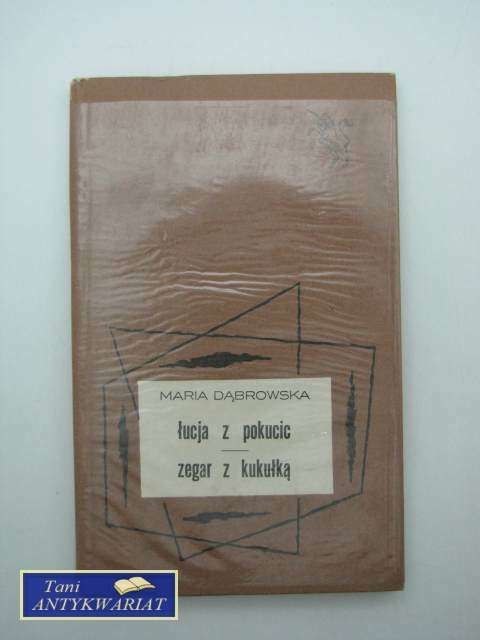 MARIA DĄBROWSKA
łucja z pokucic
zegar z kukułką
Tani
ANTYKWARIAT